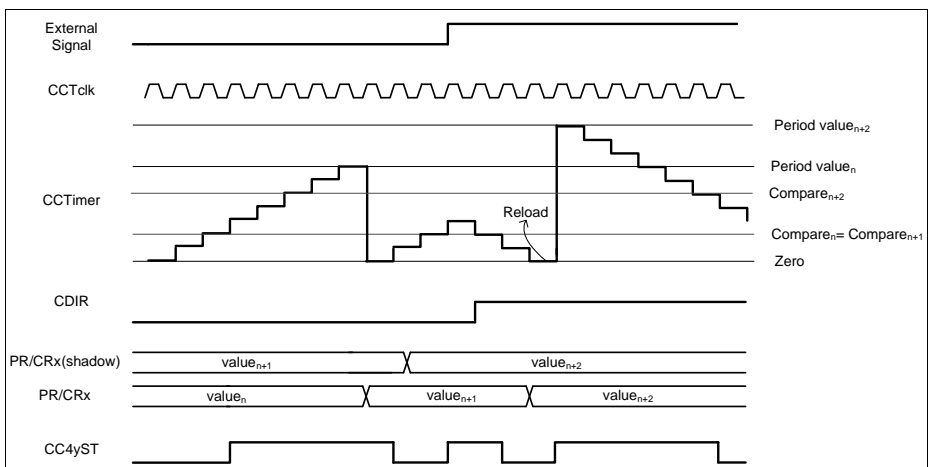 External
Signal
CCTclk
Period valueₙ₊₂
Period valueₙ
Compareₙ₊₂
CCTimer
Reload
Compareₙ= Compareₙ₊₁
Zero
CDIR
PR/CRx(shadow)
valueₙ₊₁
valueₙ₊₂
PR/CRx
valueₙ
valueₙ₊₁
valueₙ₊₂
CC4yST